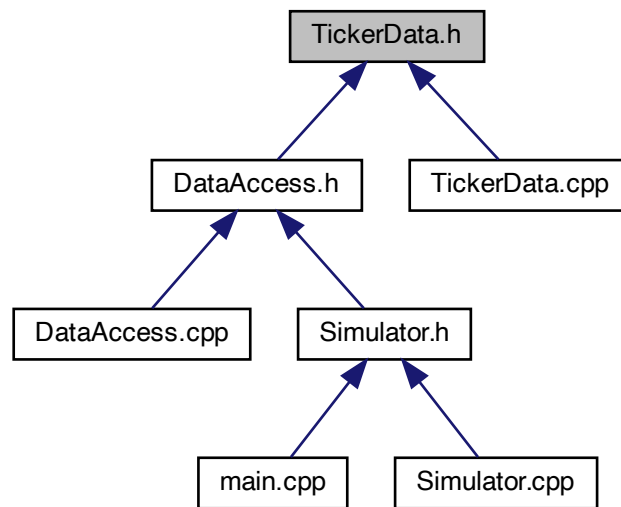 TickerData.h
DataAccess.h
TickerData.cpp
DataAccess.cpp
Simulator.h
main.cpp
Simulator.cpp